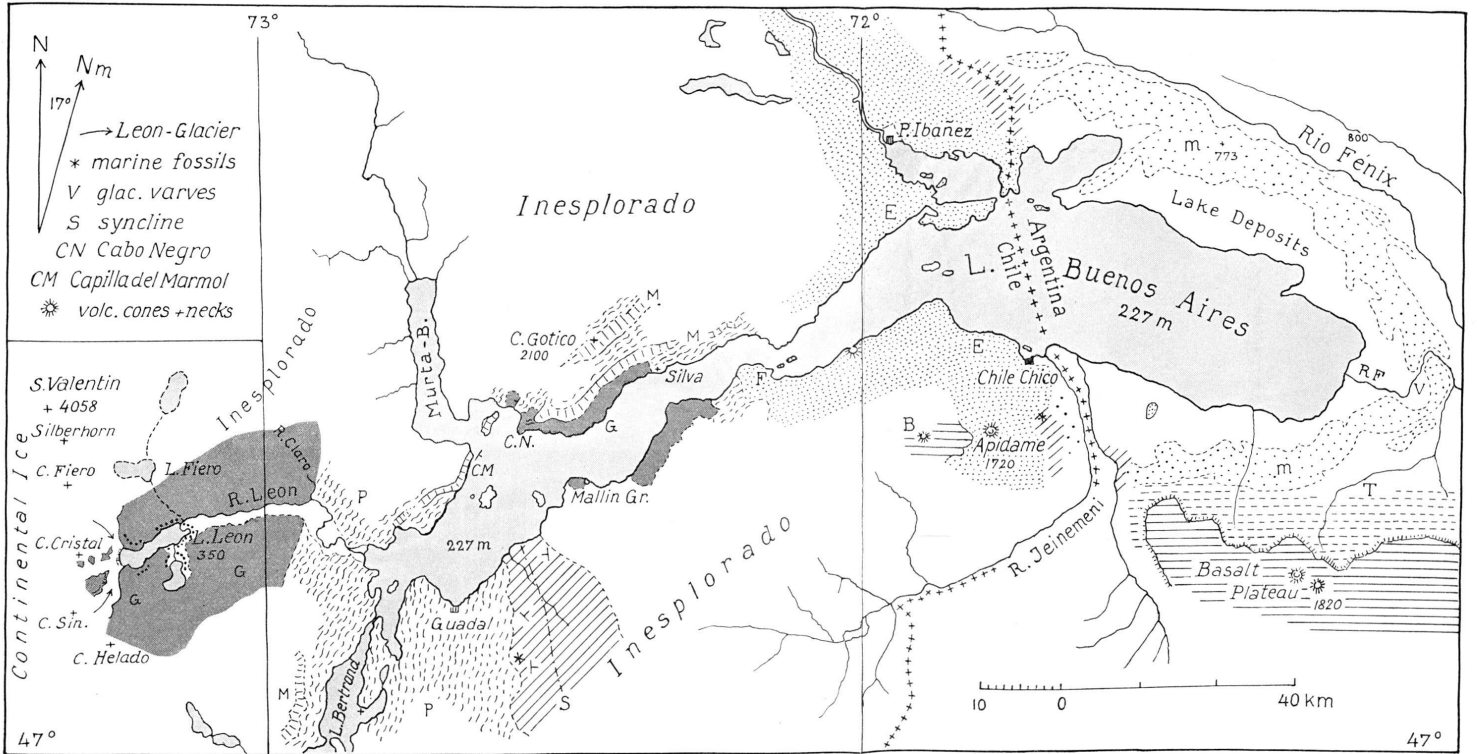 73°
72°
N
Nm
17°
Leon-Glacier
* marine fossils
V glac. varves
S syncline
CN Cabo Negro
CM Capilla del Marmol
volc. cones + necks
Inesplorado
P. Ibañez
m
773
800
Rio Fenix
Lake Deposits
E
Argentina
Chile
L. Buenos Aires
227 m
Inesplorado
Murta-B.
C. Gotico
2100
M
M
Silva
F
E
Chile Chico
R F
V
S. Valentin
+ 4058
Silberhorn
C. Fiero
L. Fiero
R. Claro
C.N.
G
CM
Mallin Gr.
B
Apidame
1720
m
T
Continental Ice
R. Leon
P
C. Cristal
L. Leon
350
G
G
227 m
R. Jeinemeni
Basalt
Plateau
1820
C. Sin.
C. Helado
Guadal
Inesplorado
M
L. Bertrand
P
S
10 0 40 km
47°
47°